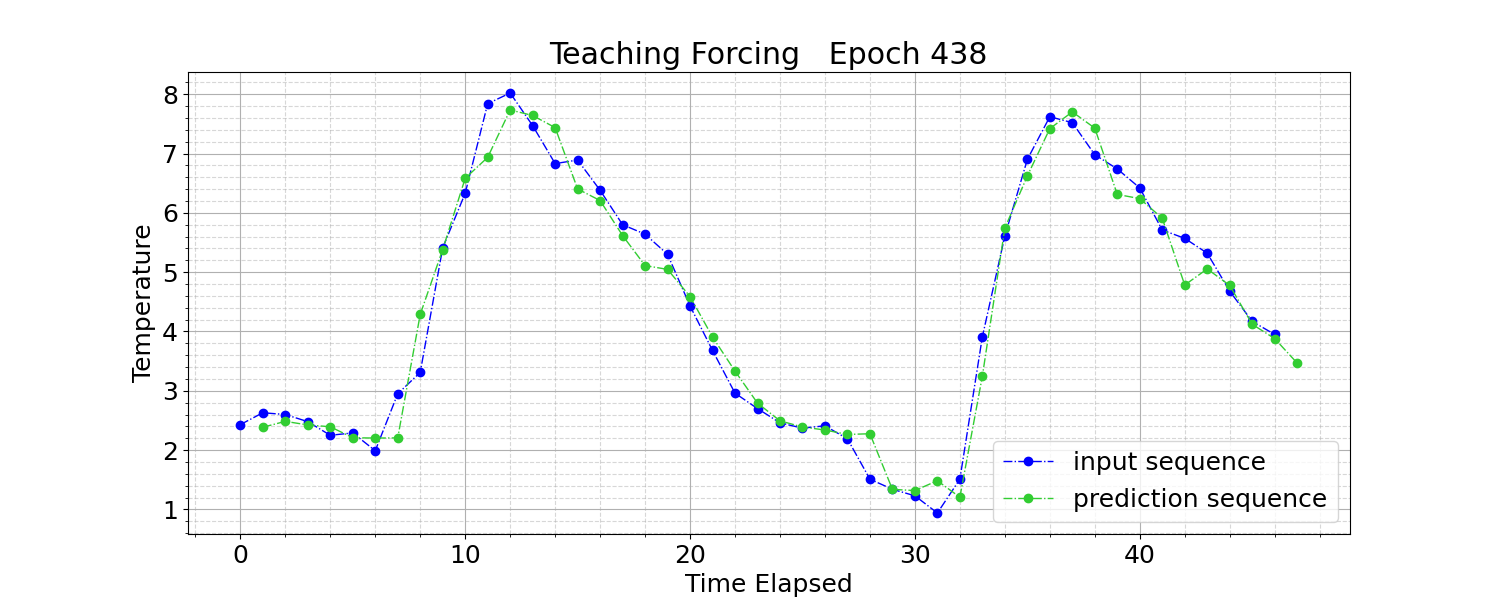 Teaching Forcing   Epoch 438
Temperature
8
7
6
5
4
3
2
1
0
10
20
30
40
Time Elapsed
input sequence
prediction sequence